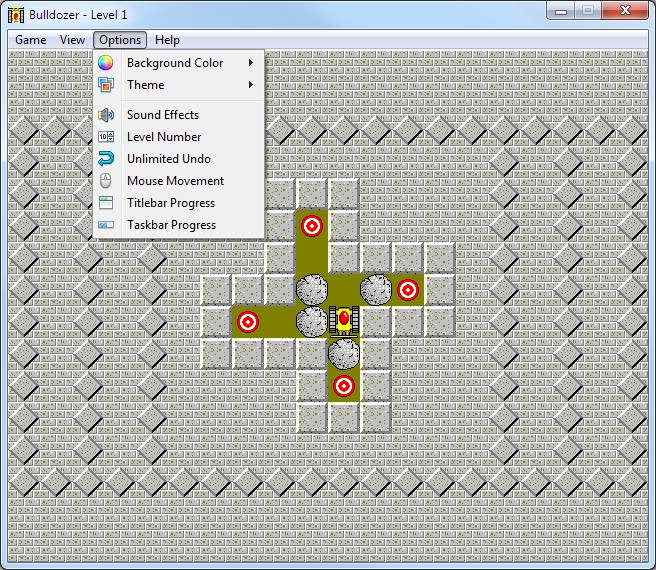 Bulldozer - Level 1
Game View Options Help
Background Color
Theme
Sound Effects
10
Level Number
Unlimited Undo
Mouse Movement
Titlebar Progress
Taskbar Progress